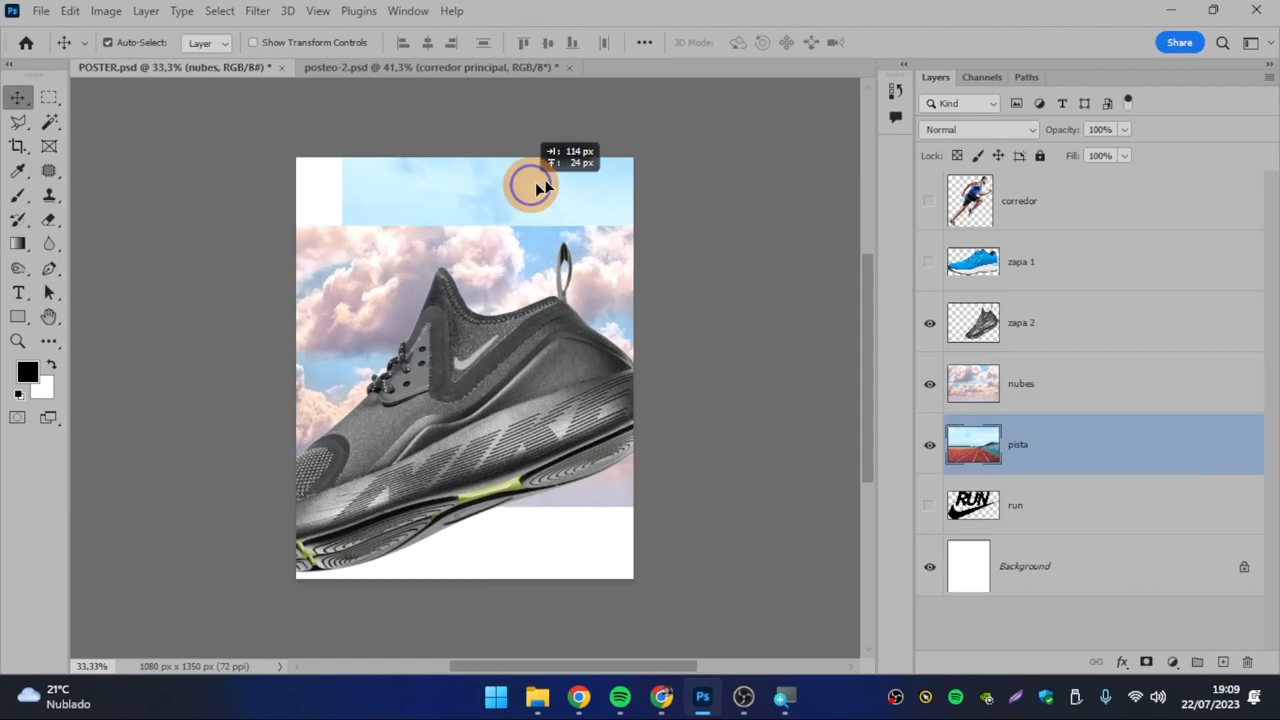 Ps File Edit Image Layer Type Select Filter 3D View Plugins Window Help
Auto-Select: Layer Show Transform Controls ••• 3D Mode: Share
POSTER.psd @ 33,3% (nubes, RGB/8#) * × posteo-2.psd @ 41,3% (corredor principal, RGB/8*) * ×
Layers Channels Paths
Kind
Normal Opacity: 100%
Lock: Fill: 100%
114 px
24 px
corredor
zapa 1
zapa 2
nubes
pista
RUN run
Background
33,33% 1080 px x 1350 px (72 ppi)
21°C
Nublado
Ps
19:09
22/07/2023